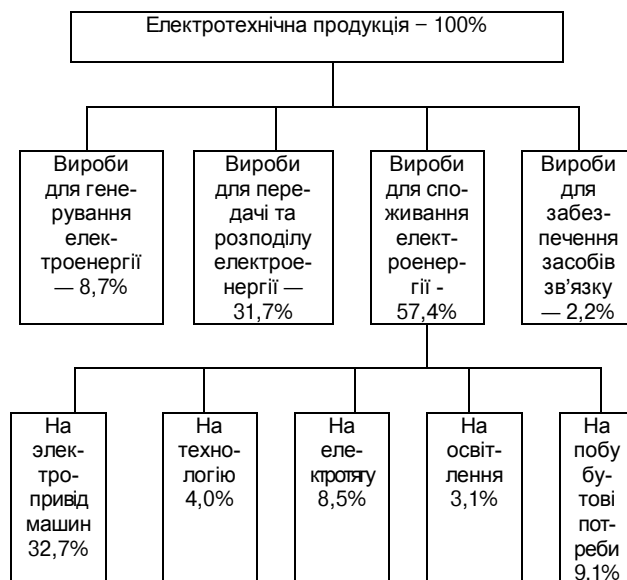 Електротехнічна продукція – 100%
Вироби
для гене-
рування
елек-
троенергії
— 8,7%
Вироби
для пере-
дачі та
розподілу
електрое-
нергії —
31,7%
Вироби
для спо-
живання
елект-
роенер-
гії -
57,4%
Вироби
для
забез-
печення
засобів
зв’язку
— 2,2%
На
элек-
тро-
привід
машин
32,7%
На
техно-
логію
4,0%
На
еле-
ктротягу
8,5%
На
освіт-
лення
3,1%
На
побу
бу-
тові
пот-
реби
9,1%